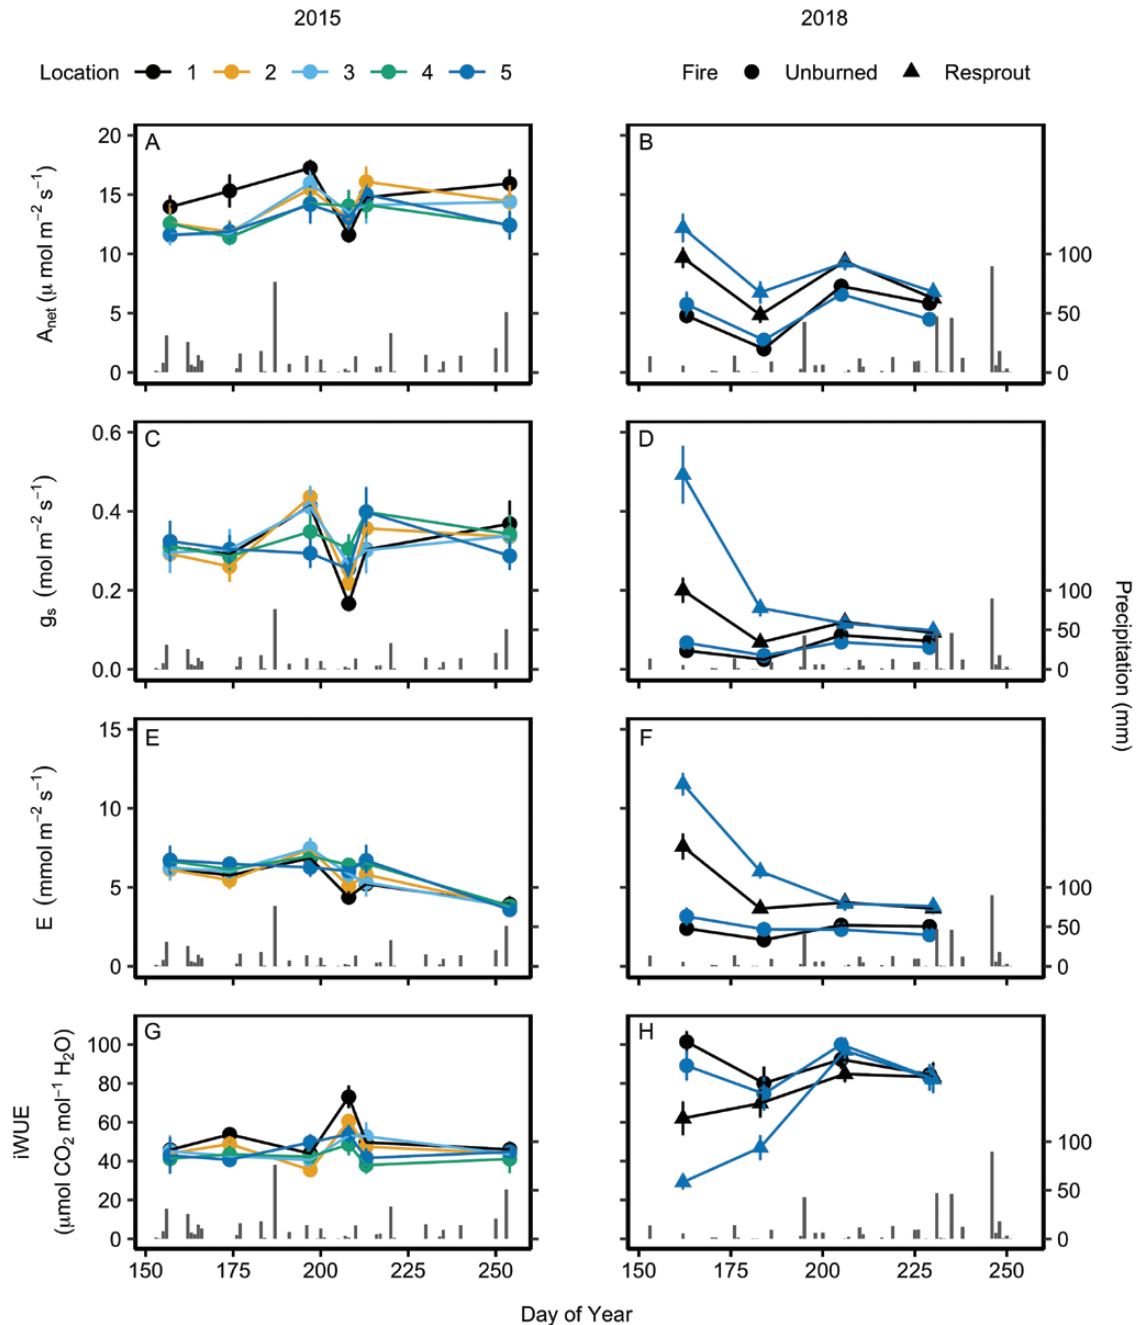 2015 2018
Location 1 2 3 4 5 Fire Unburned Resprout
A B
20
15
10
5
0
A_net (μ mol m⁻² s⁻¹)
100
50
0
C D
0.6
0.4
0.2
0.0
g_s (mol m⁻² s⁻¹)
100
50
0
Precipitation (mm)
E F
15
10
5
0
E (mmol m⁻² s⁻¹)
100
50
0
G H
100
80
60
40
20
0
iWUE
(μmol CO₂ mol⁻¹ H₂O)
100
50
0
150 175 200 225 250 150 175 200 225 250
Day of Year